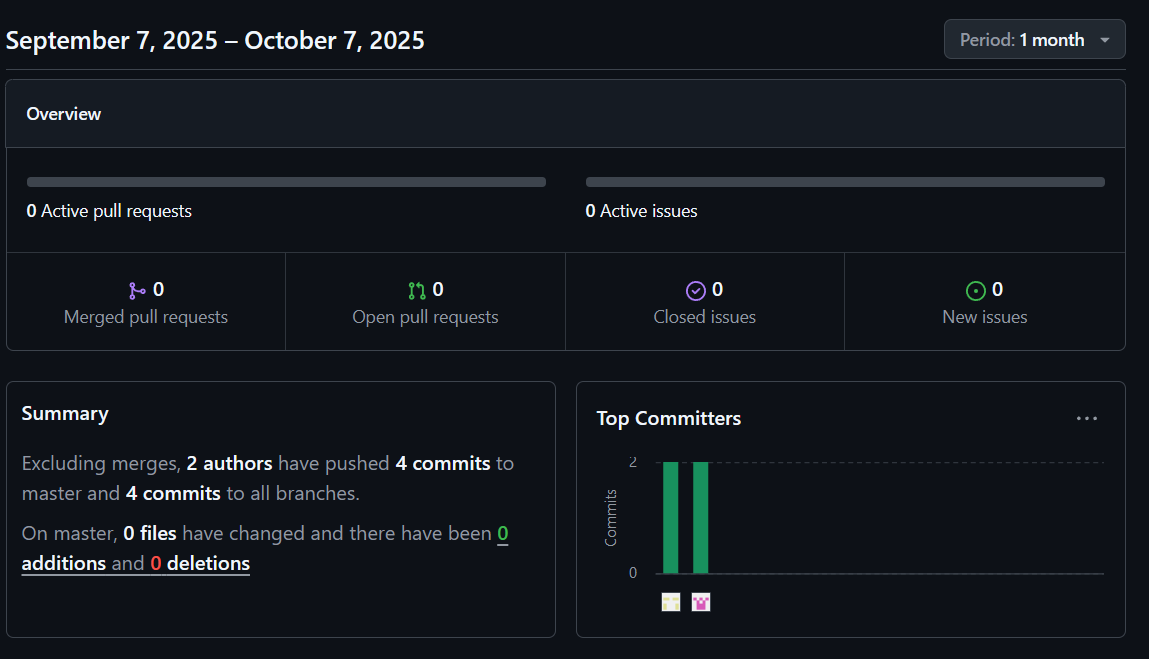 September 7, 2025 – October 7, 2025
Period: 1 month
Overview
0 Active pull requests
0 Active issues
0
Merged pull requests
0
Open pull requests
0
Closed issues
0
New issues
Summary
Excluding merges, 2 authors have pushed 4 commits to
master and 4 commits to all branches.
On master, 0 files have changed and there have been 0
additions and 0 deletions
Top Committers
2
Commits
0